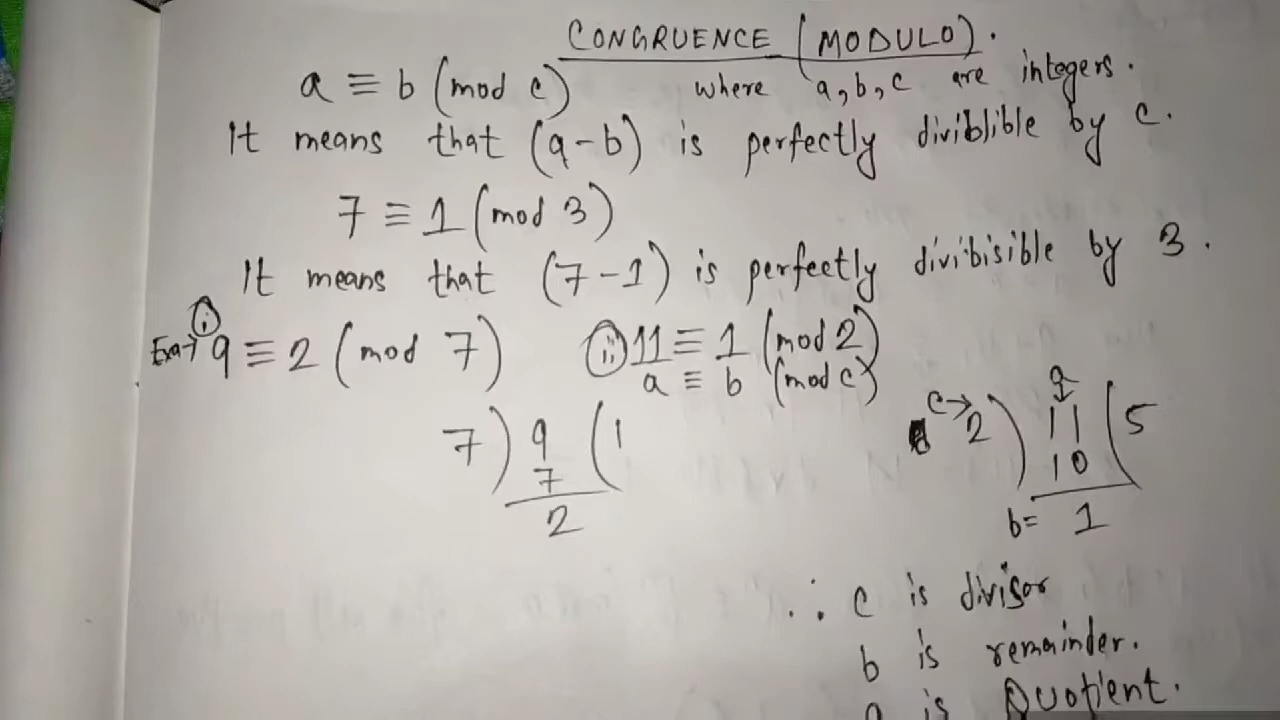 CONGRUENCE (MODULO).
a ≡ b (mod c) where a, b, c are integers.
It means that (a-b) is perfectly diviblible by c.
7 ≡ 1 (mod 3)
It means that (7-1) is perfectly divibisible by 3.
Exa→ (i) 9 ≡ 2 (mod 7) (ii) 11 ≡ 1 (mod 2)
a ≡ b (mod c)
7) 9 (1
7
2
a
c→ 2) 11 (5
10
b= 1
∴ c is divisor
b is remainder.
a is Quotient.